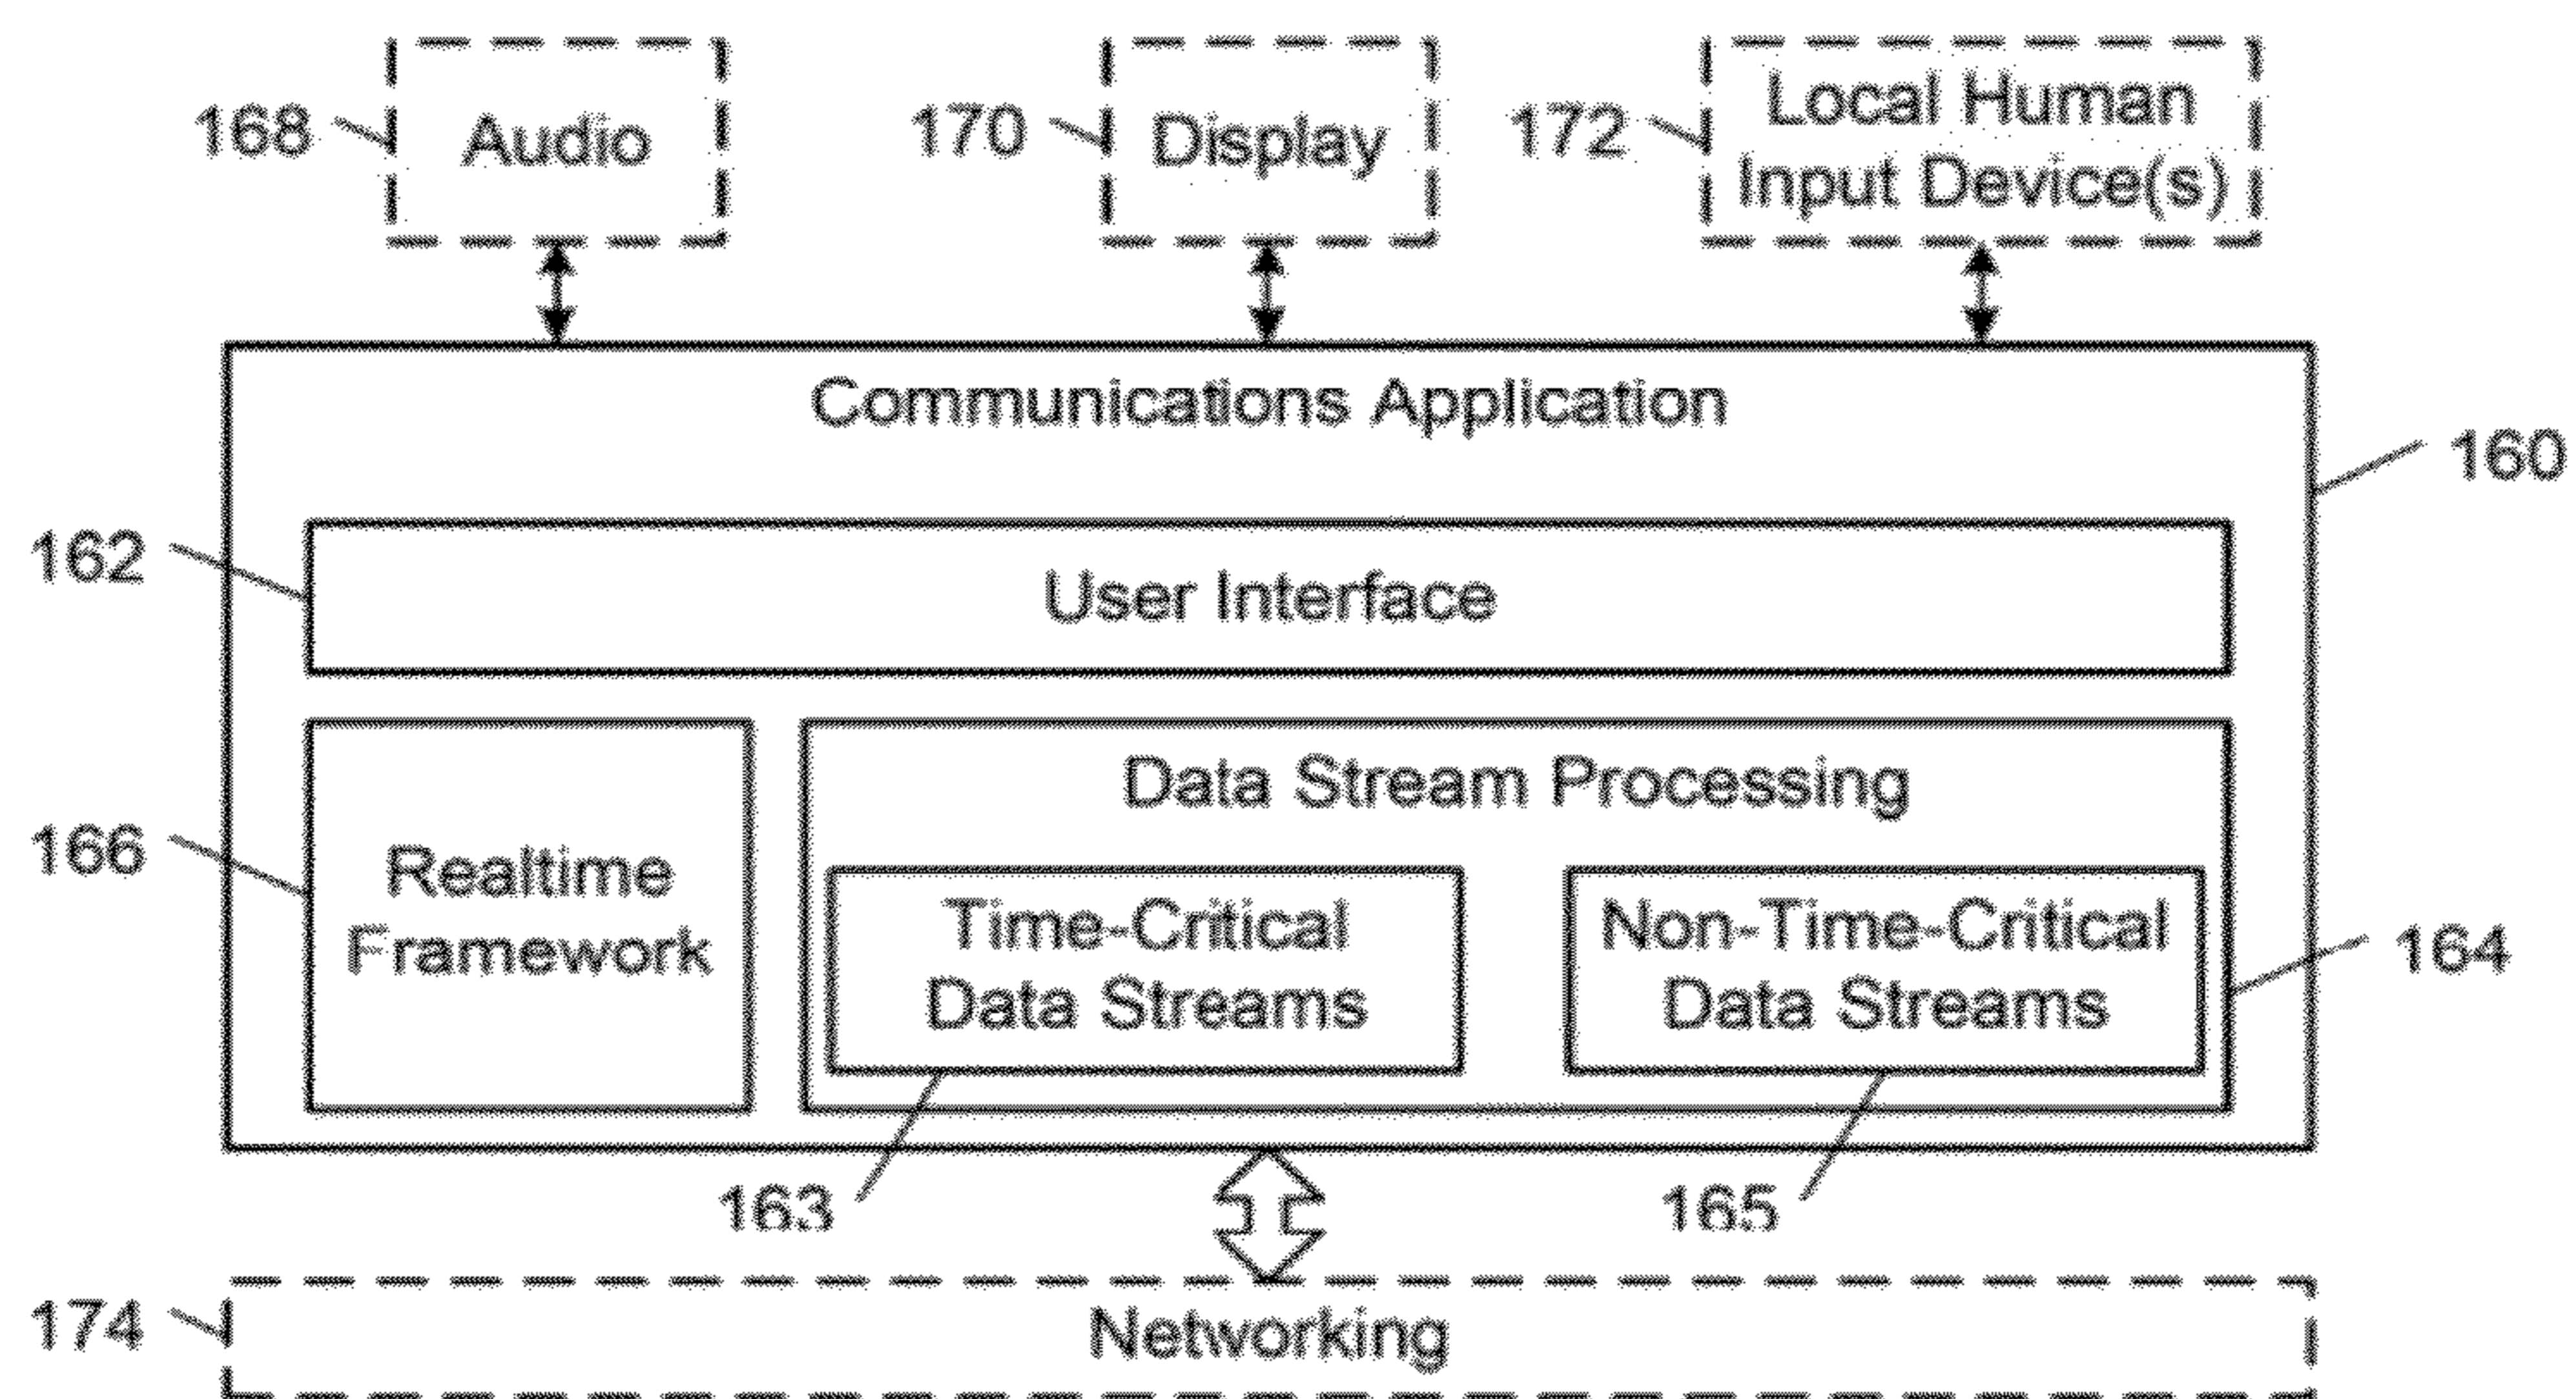 168
Audio
170
Display
172
Local Human
Input Device(s)
Communications Application
160
162
User Interface
166
Realtime
Framework
Data Stream Processing
Time-Critical
Data Streams
Non-Time-Critical
Data Streams
164
163
165
174
Networking